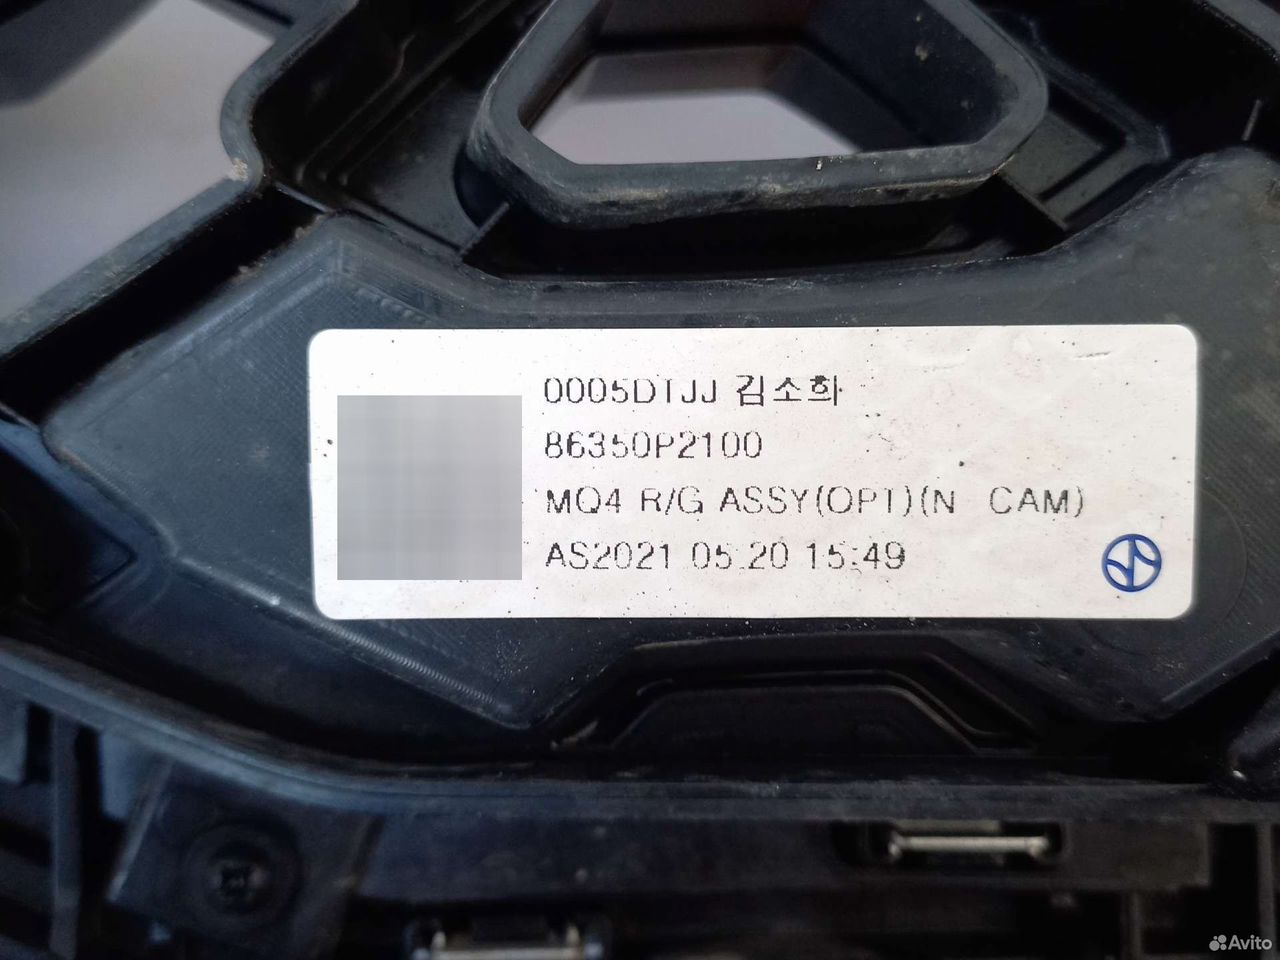 0005DTJJ 김소희
86350P2100
MQ4 R/G ASSY(OPT)(N  CAM)
AS2021 05.20 15:49
Avito